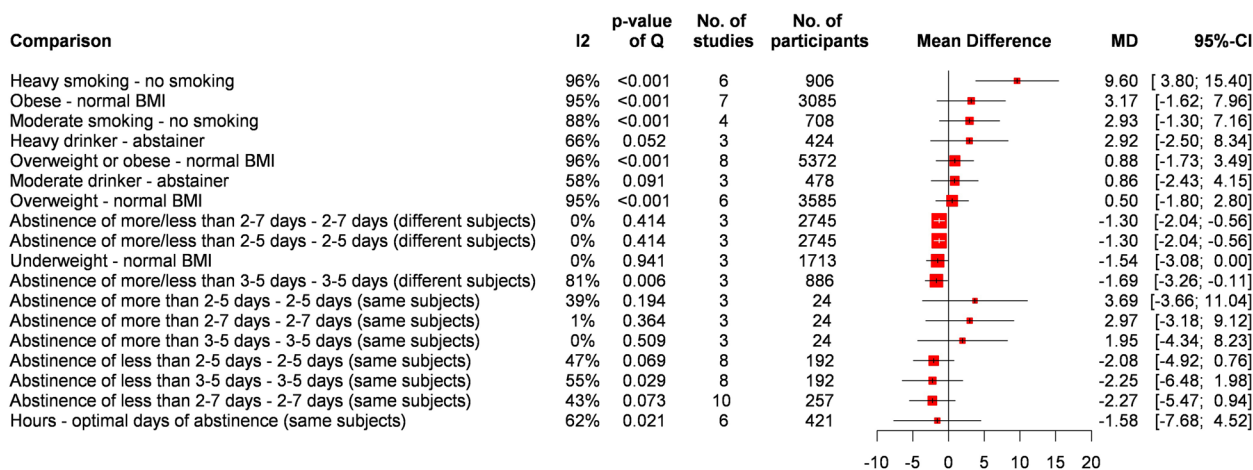 Comparison I2 p-value of Q No. of studies No. of participants Mean Difference MD 95%-CI
Heavy smoking - no smoking 96% <0.001 6 906 9.60 [ 3.80; 15.40]
Obese - normal BMI 95% <0.001 7 3085 3.17 [-1.62; 7.96]
Moderate smoking - no smoking 88% <0.001 4 708 2.93 [-1.30; 7.16]
Heavy drinker - abstainer 66% 0.052 3 424 2.92 [-2.50; 8.34]
Overweight or obese - normal BMI 96% <0.001 8 5372 0.88 [-1.73; 3.49]
Moderate drinker - abstainer 58% 0.091 3 478 0.86 [-2.43; 4.15]
Overweight - normal BMI 95% <0.001 6 3585 0.50 [-1.80; 2.80]
Abstinence of more/less than 2-7 days - 2-7 days (different subjects) 0% 0.414 3 2745 -1.30 [-2.04; -0.56]
Abstinence of more/less than 2-5 days - 2-5 days (different subjects) 0% 0.414 3 2745 -1.30 [-2.04; -0.56]
Underweight - normal BMI 0% 0.941 3 1713 -1.54 [-3.08; 0.00]
Abstinence of more/less than 3-5 days - 3-5 days (different subjects) 81% 0.006 3 886 -1.69 [-3.26; -0.11]
Abstinence of more than 2-5 days - 2-5 days (same subjects) 39% 0.194 3 24 3.69 [-3.66; 11.04]
Abstinence of more than 2-7 days - 2-7 days (same subjects) 1% 0.364 3 24 2.97 [-3.18; 9.12]
Abstinence of more than 3-5 days - 3-5 days (same subjects) 0% 0.509 3 24 1.95 [-4.34; 8.23]
Abstinence of less than 2-5 days - 2-5 days (same subjects) 47% 0.069 8 192 -2.08 [-4.92; 0.76]
Abstinence of less than 3-5 days - 3-5 days (same subjects) 55% 0.029 8 192 -2.25 [-6.48; 1.98]
Abstinence of less than 2-7 days - 2-7 days (same subjects) 43% 0.073 10 257 -2.27 [-5.47; 0.94]
Hours - optimal days of abstinence (same subjects) 62% 0.021 6 421 -1.58 [-7.68; 4.52]
-10 -5 0 5 10 15 20